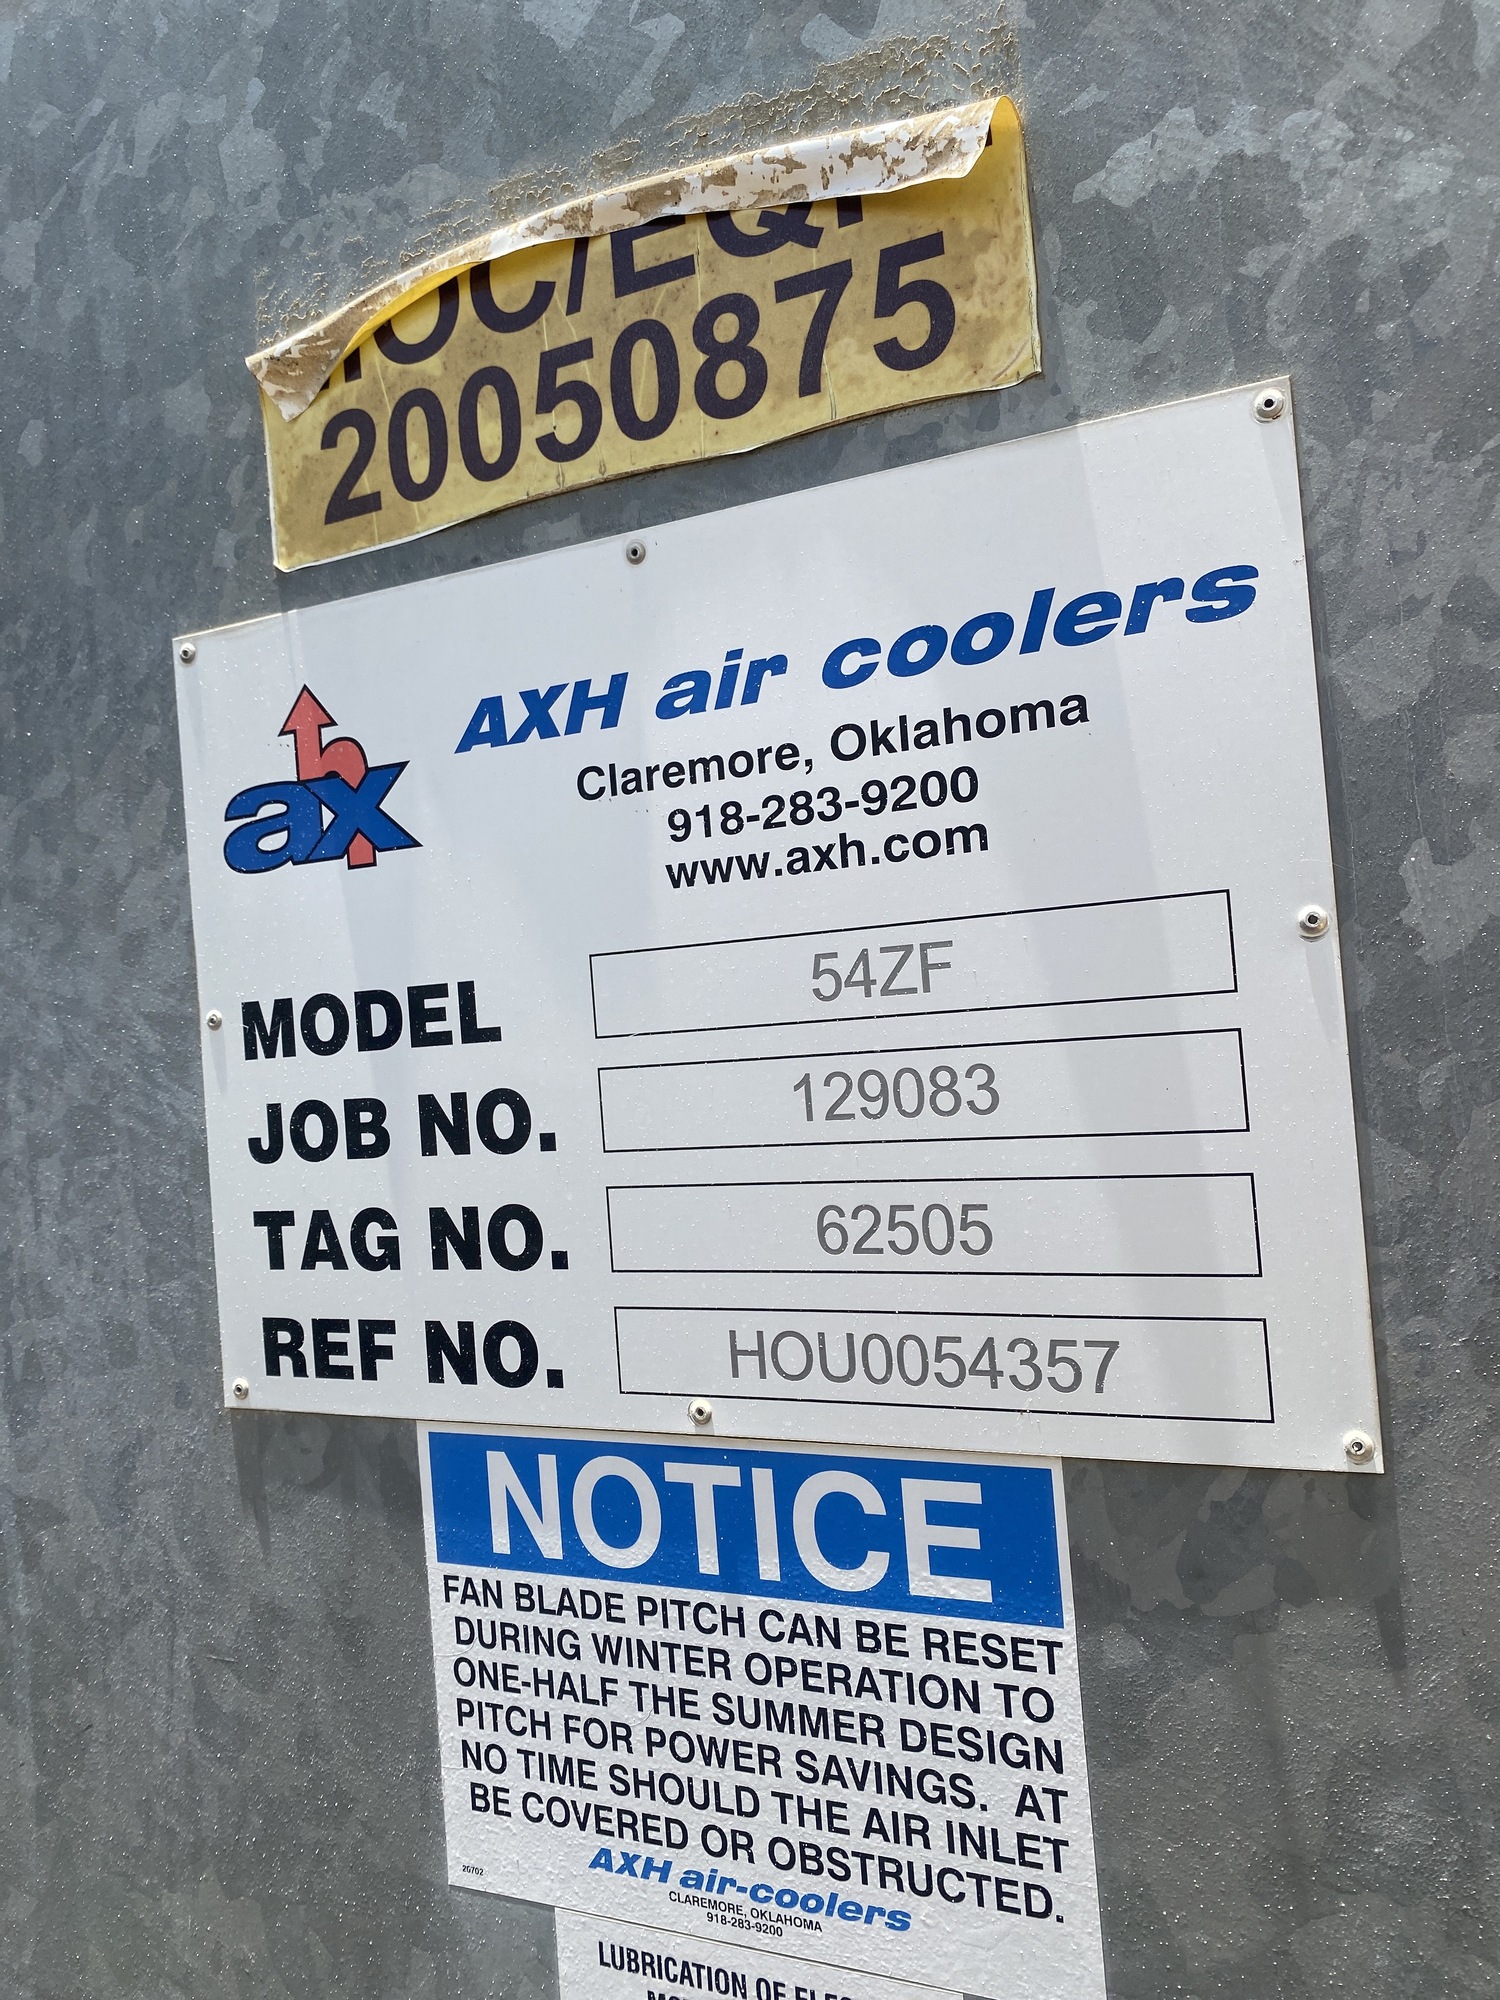 20050875
axh
AXH air coolers
Claremore, Oklahoma
918-283-9200
www.axh.com
MODEL 54ZF
JOB NO. 129083
TAG NO. 62505
REF NO. HOU0054357
NOTICE
FAN BLADE PITCH CAN BE RESET
DURING WINTER OPERATION TO
ONE-HALF THE SUMMER DESIGN
PITCH FOR POWER SAVINGS. AT
NO TIME SHOULD THE AIR INLET
BE COVERED OR OBSTRUCTED.
20702
AXH air-coolers
CLAREMORE, OKLAHOMA
918-283-9200
LUBRICATION OF